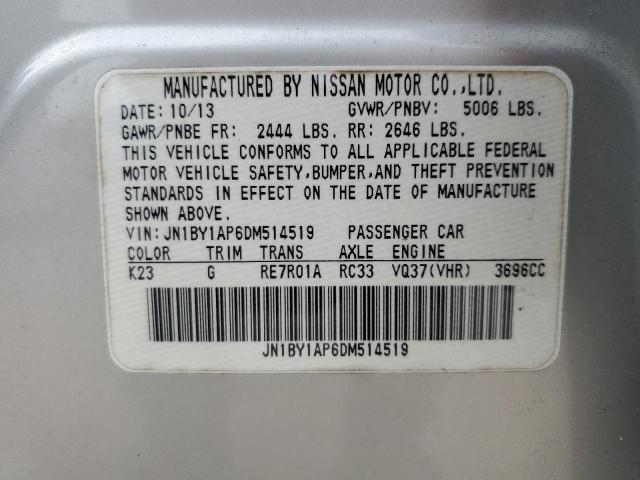 MANUFACTURED BY NISSAN MOTOR CO.,LTD.
DATE: 10/13 GVWR/PNBV: 5006 LBS.
GAWR/PNBE FR: 2444 LBS. RR: 2646 LBS.
THIS VEHICLE CONFORMS TO ALL APPLICABLE FEDERAL
MOTOR VEHICLE SAFETY,BUMPER,AND THEFT PREVENTION
STANDARDS IN EFFECT ON THE DATE OF MANUFACTURE
SHOWN ABOVE.
VIN:JN1BY1AP6DM514519 PASSENGER CAR
COLOR TRIM TRANS AXLE ENGINE
K23 G RE7R01A RC33 VQ37(VHR) 3696CC
JN1BY1AP6DM514519